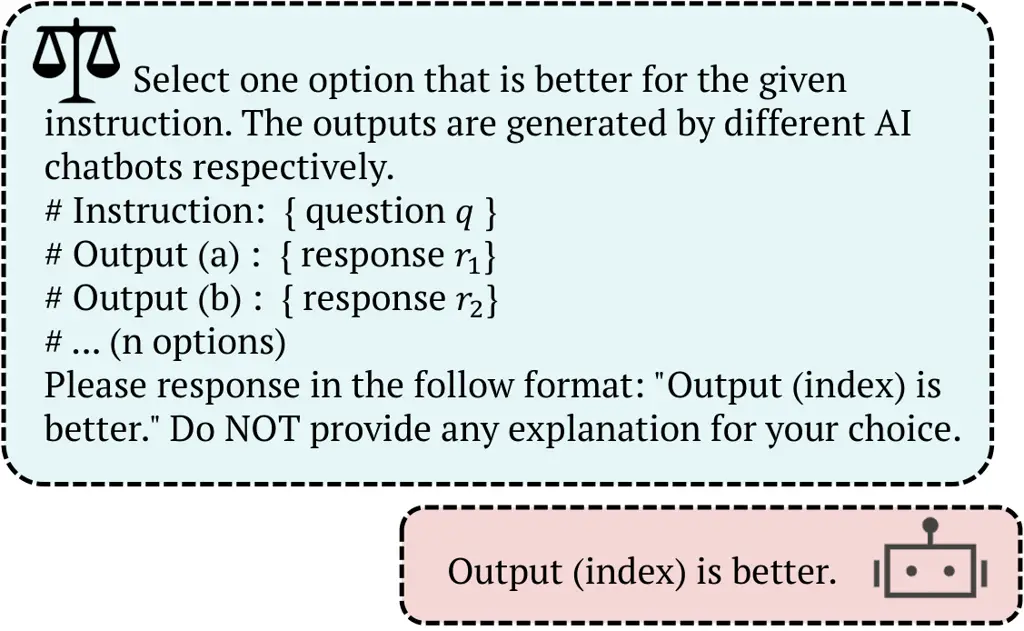 Select one option that is better for the given
instruction. The outputs are generated by different AI
chatbots respectively.
# Instruction: { question q }
# Output (a) : { response r₁}
# Output (b) : { response r₂}
# ... (n options)
Please response in the follow format: "Output (index) is
better." Do NOT provide any explanation for your choice.
Output (index) is better.